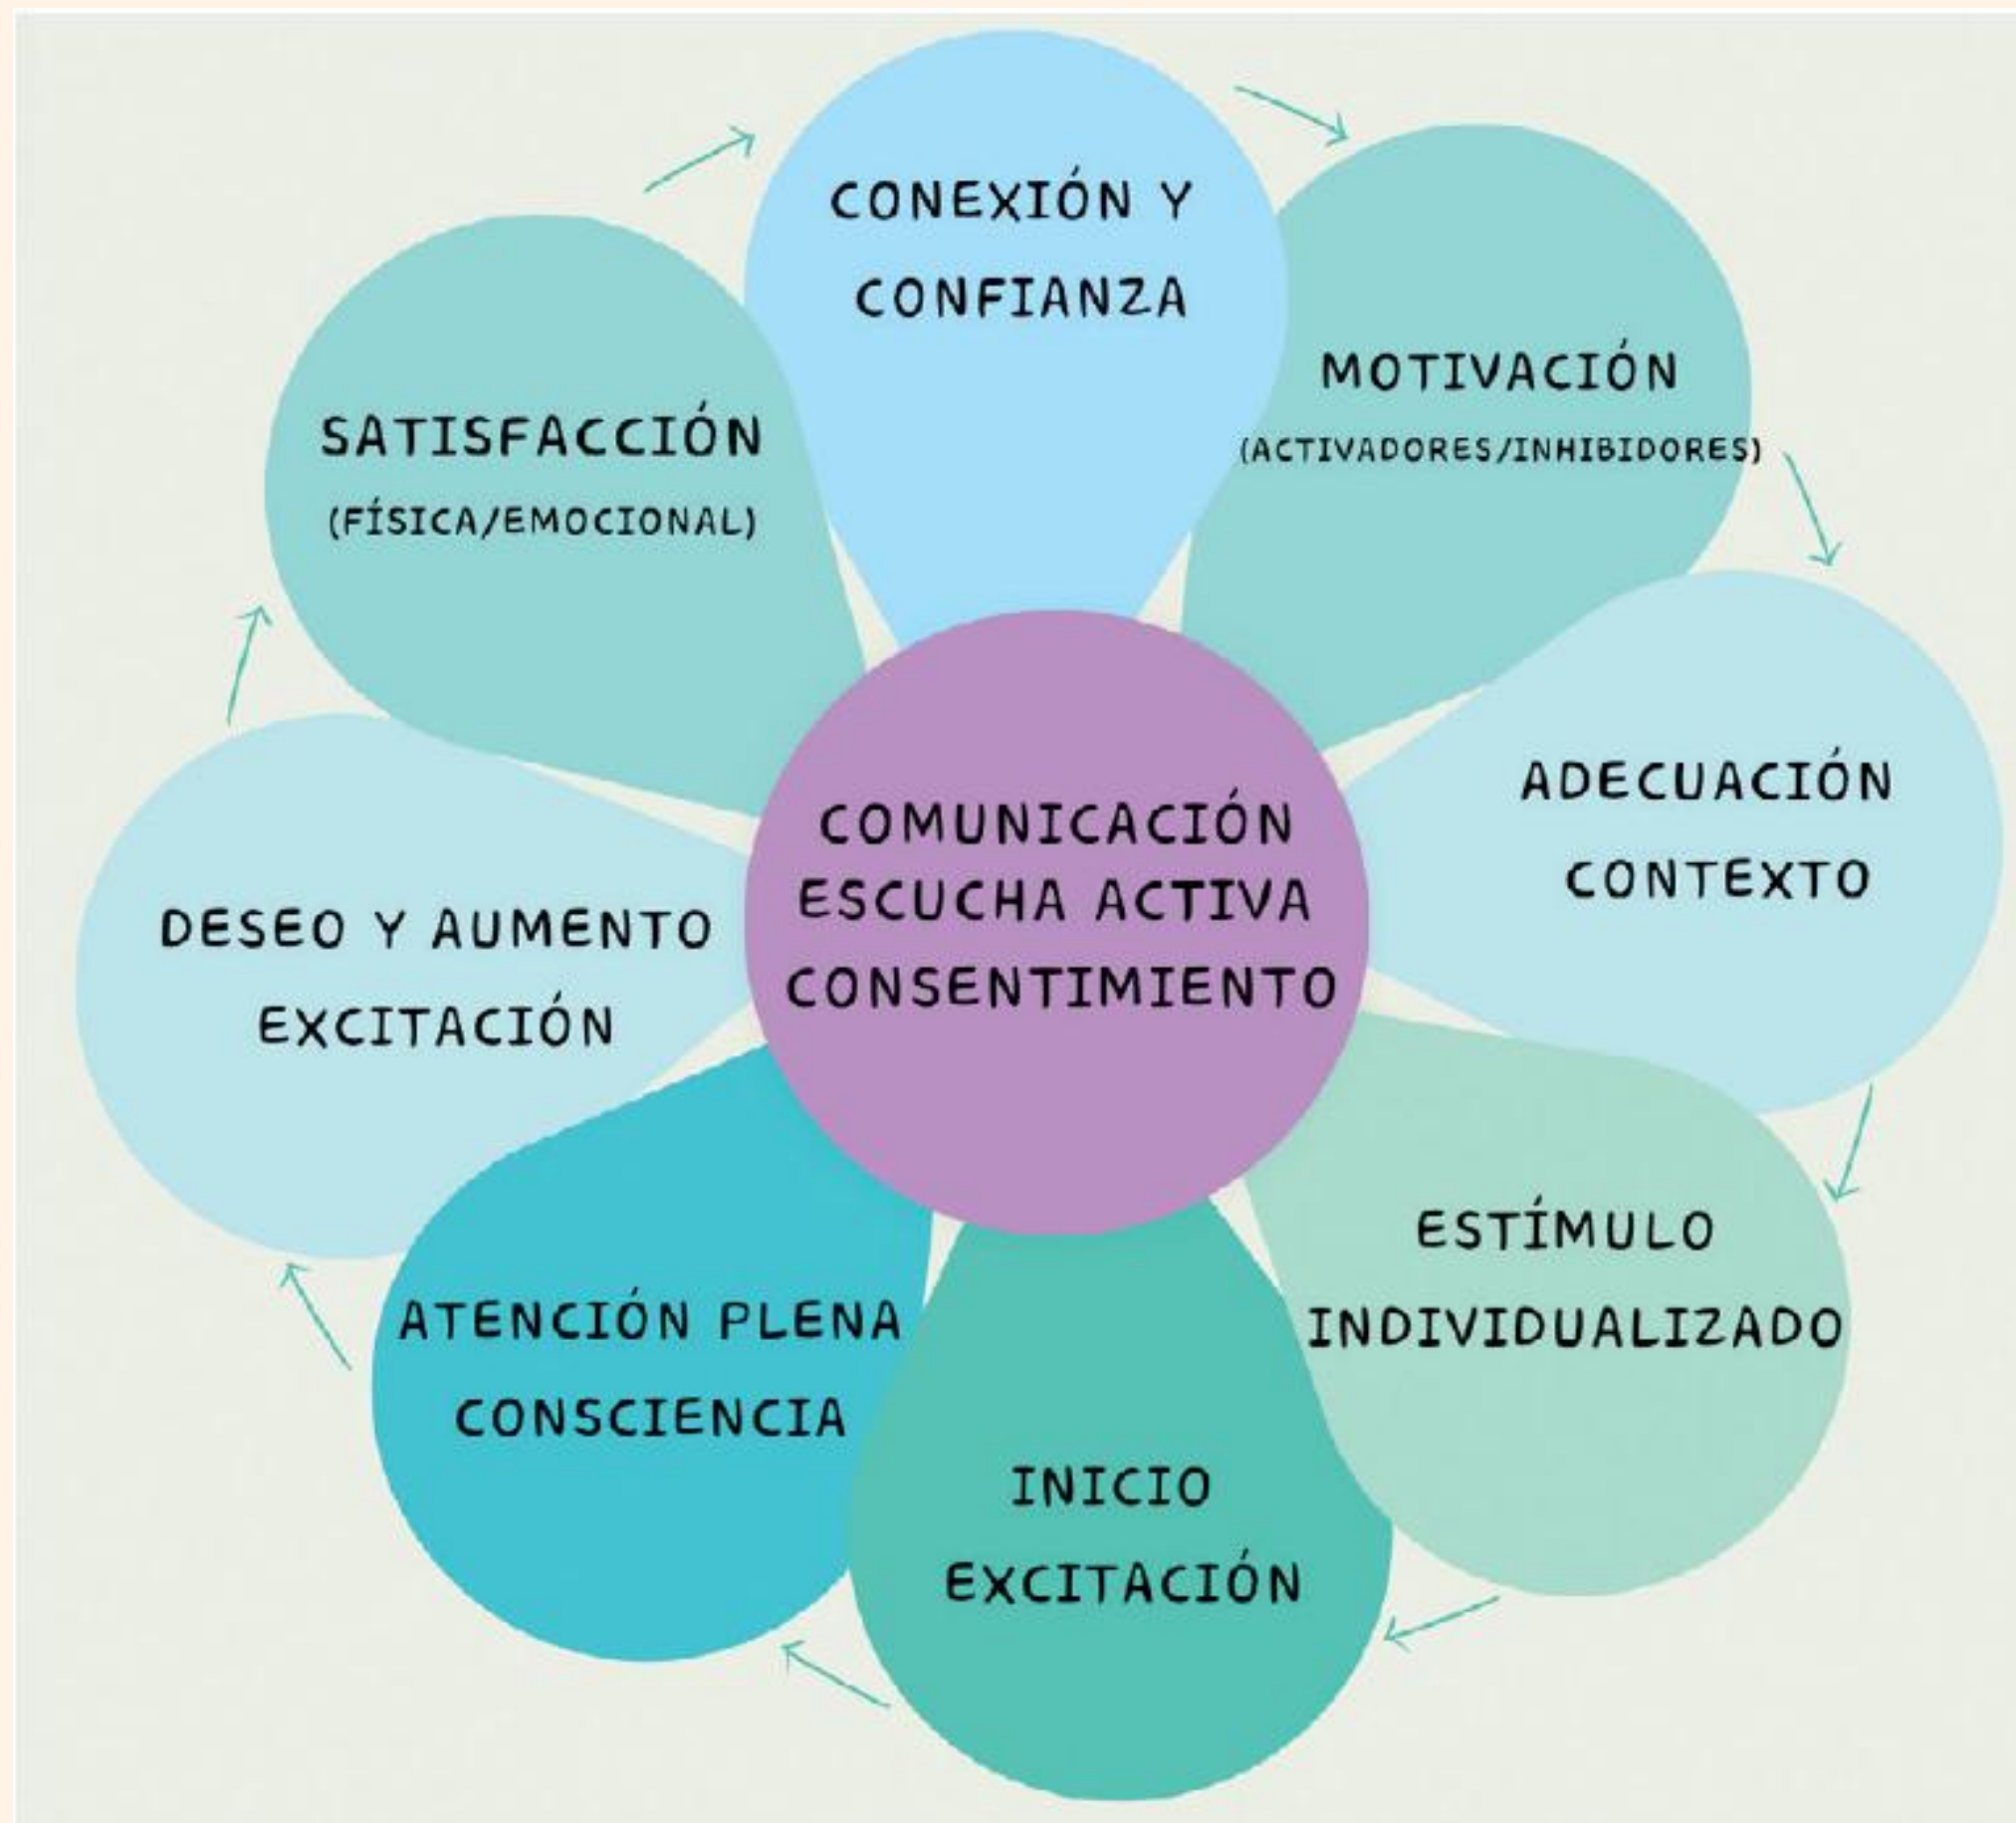 CONEXIÓN Y
CONFIANZA
MOTIVACIÓN
(ACTIVADORES/INHIBIDORES)
ADECUACIÓN
CONTEXTO
ESTÍMULO
INDIVIDUALIZADO
INICIO
EXCITACIÓN
ATENCIÓN PLENA
CONSCIENCIA
DESEO Y AUMENTO
EXCITACIÓN
SATISFACCIÓN
(FÍSICA/EMOCIONAL)
COMUNICACIÓN
ESCUCHA ACTIVA
CONSENTIMIENTO